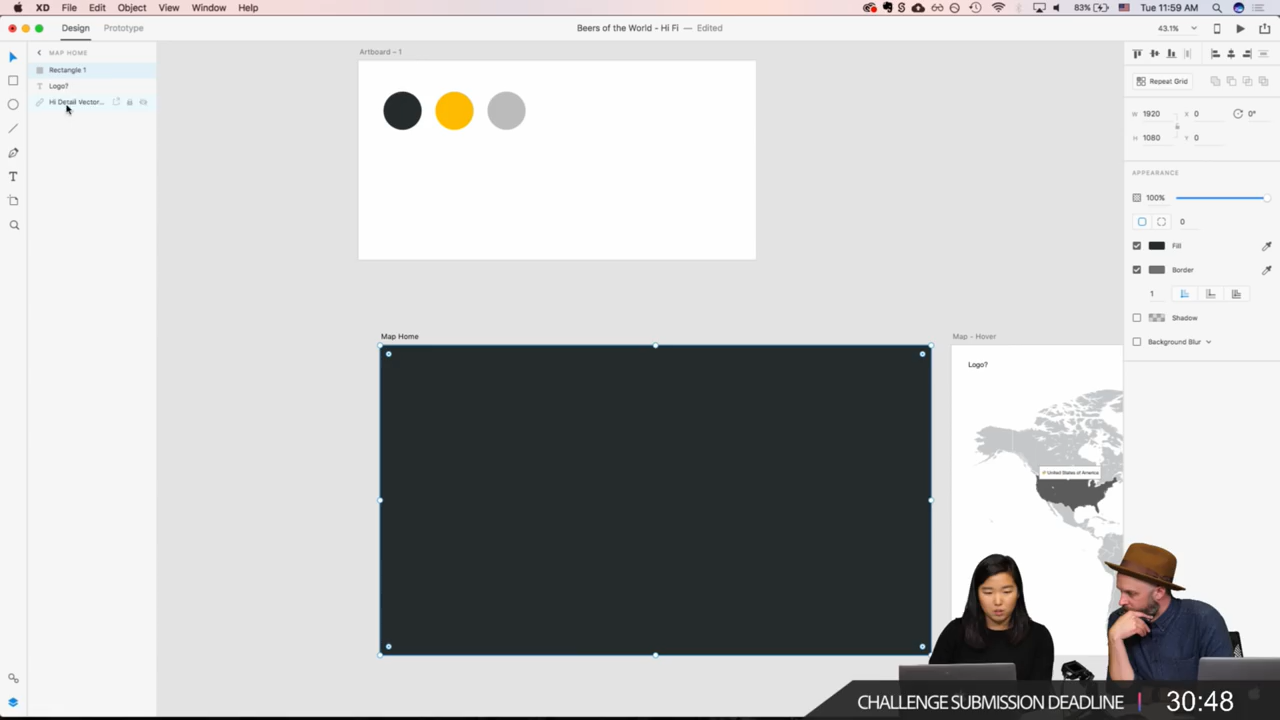 XD File Edit Object View Window Help
83% Tue 11:59 AM
Design Prototype
Beers of the World - Hi Fi — Edited
43.1%
MAP HOME
Rectangle 1
Logo?
Hi Detail Vector...
Artboard – 1
Repeat Grid
W 1920 X 0 0°
H 1080 Y 0
APPEARANCE
100%
0
Fill
Border
1
Shadow
Background Blur
Map Home
Map - Hover
Logo?
United States of America
CHALLENGE SUBMISSION DEADLINE | 30:48